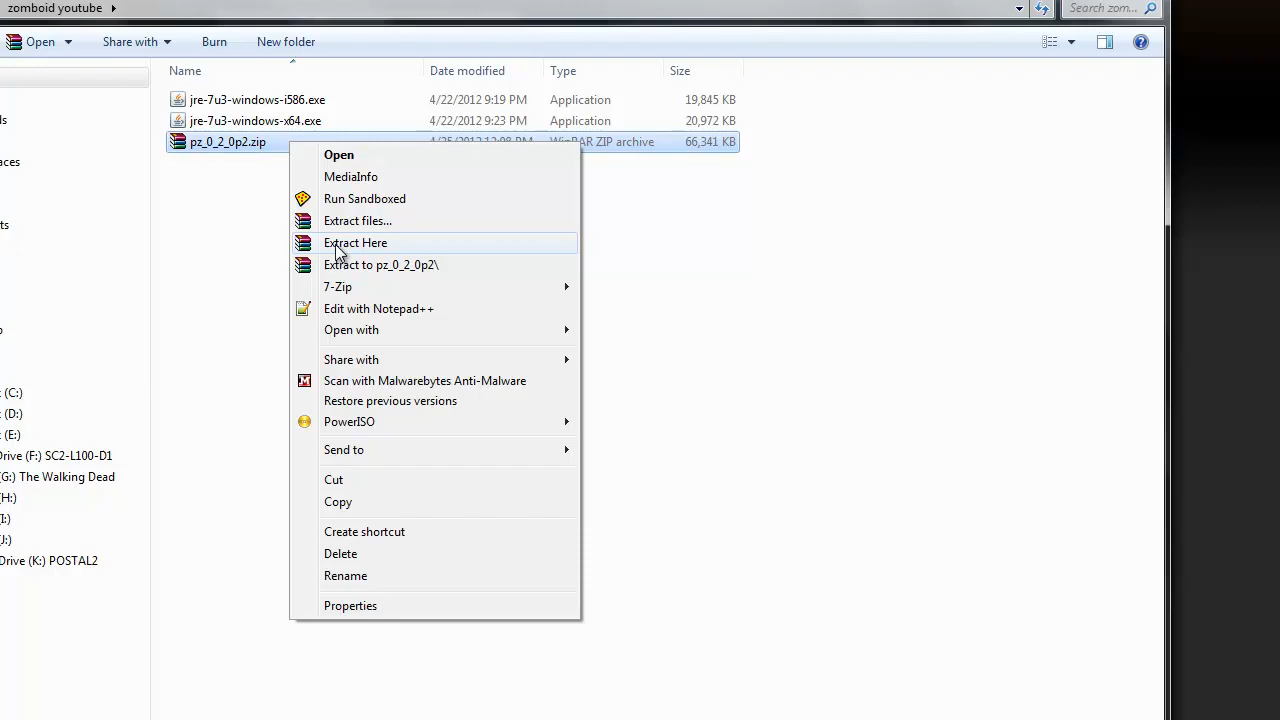 zomboid youtube
Search zom...
Open Share with Burn New folder
Name Date modified Type Size
jre-7u3-windows-i586.exe 4/22/2012 9:19 PM Application 19,845 KB
jre-7u3-windows-x64.exe 4/22/2012 9:23 PM Application 20,972 KB
pz_0_2_0p2.zip 4/25/2012 12:08 PM WinRAR ZIP archive 66,341 KB
Open
MediaInfo
Run Sandboxed
Extract files...
Extract Here
Extract to pz_0_2_0p2\
7-Zip
Edit with Notepad++
Open with
Share with
Scan with Malwarebytes Anti-Malware
Restore previous versions
PowerISO
Send to
Cut
Copy
Create shortcut
Delete
Rename
Properties
(C:)
(D:)
(E:)
Drive (F:) SC2-L100-D1
(G:) The Walking Dead
(H:)
(I:)
(J:)
Drive (K:) POSTAL2